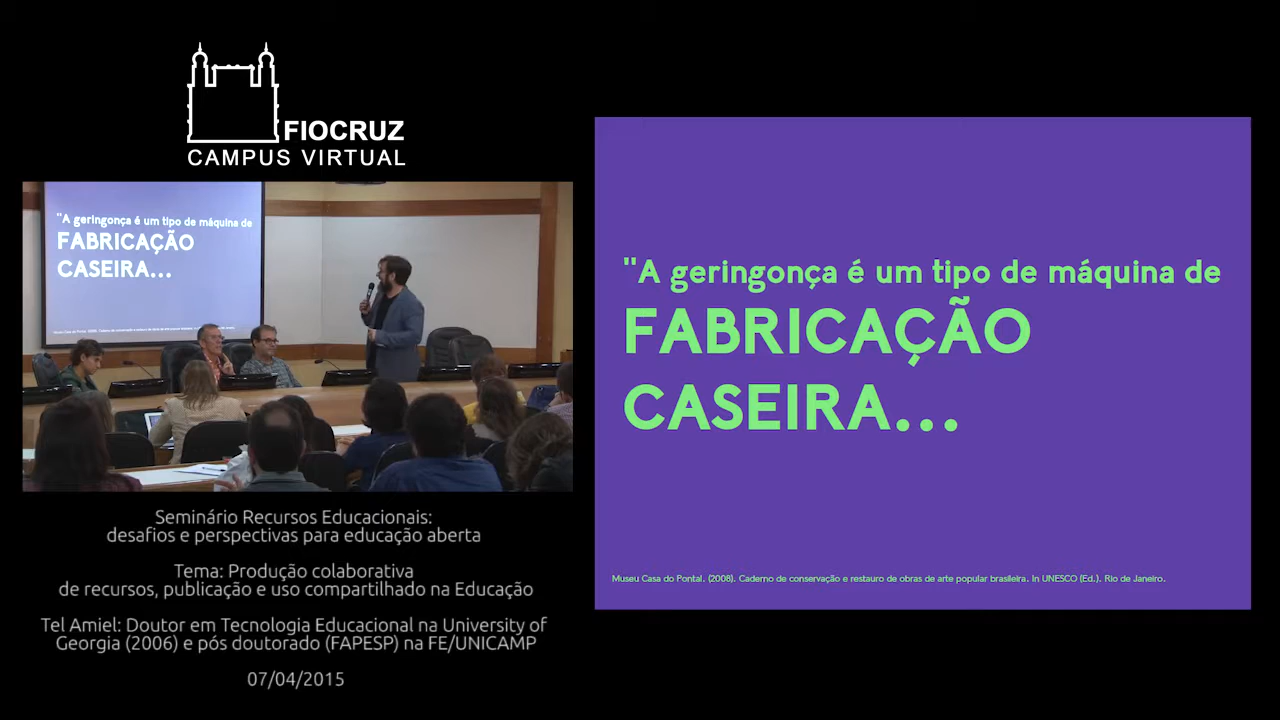 FIOCRUZ
CAMPUS VIRTUAL
"A geringonça é um tipo de máquina de
FABRICAÇÃO
CASEIRA...
Seminário Recursos Educacionais:
desafios e perspectivas para educação aberta
Tema: Produção colaborativa
de recursos, publicação e uso compartilhado na Educação
Tel Amiel: Doutor em Tecnologia Educacional na University of
Georgia (2006) e pós doutorado (FAPESP) na FE/UNICAMP
07/04/2015
"A geringonça é um tipo de máquina de
FABRICAÇÃO
CASEIRA...
Museu Casa do Pontal. (2008). Caderno de conservação e restauro de obras de arte popular brasileira. In UNESCO (Ed.). Rio de Janeiro.